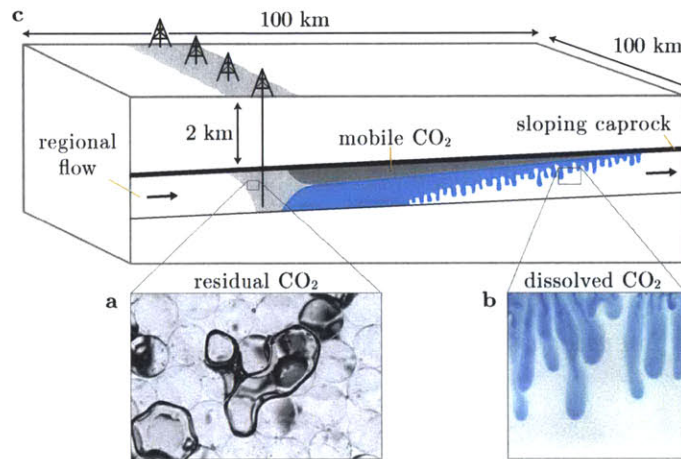 c
100 km
100 km
2 km
regional
flow
mobile CO₂
sloping caprock
residual CO₂
dissolved CO₂
a
b